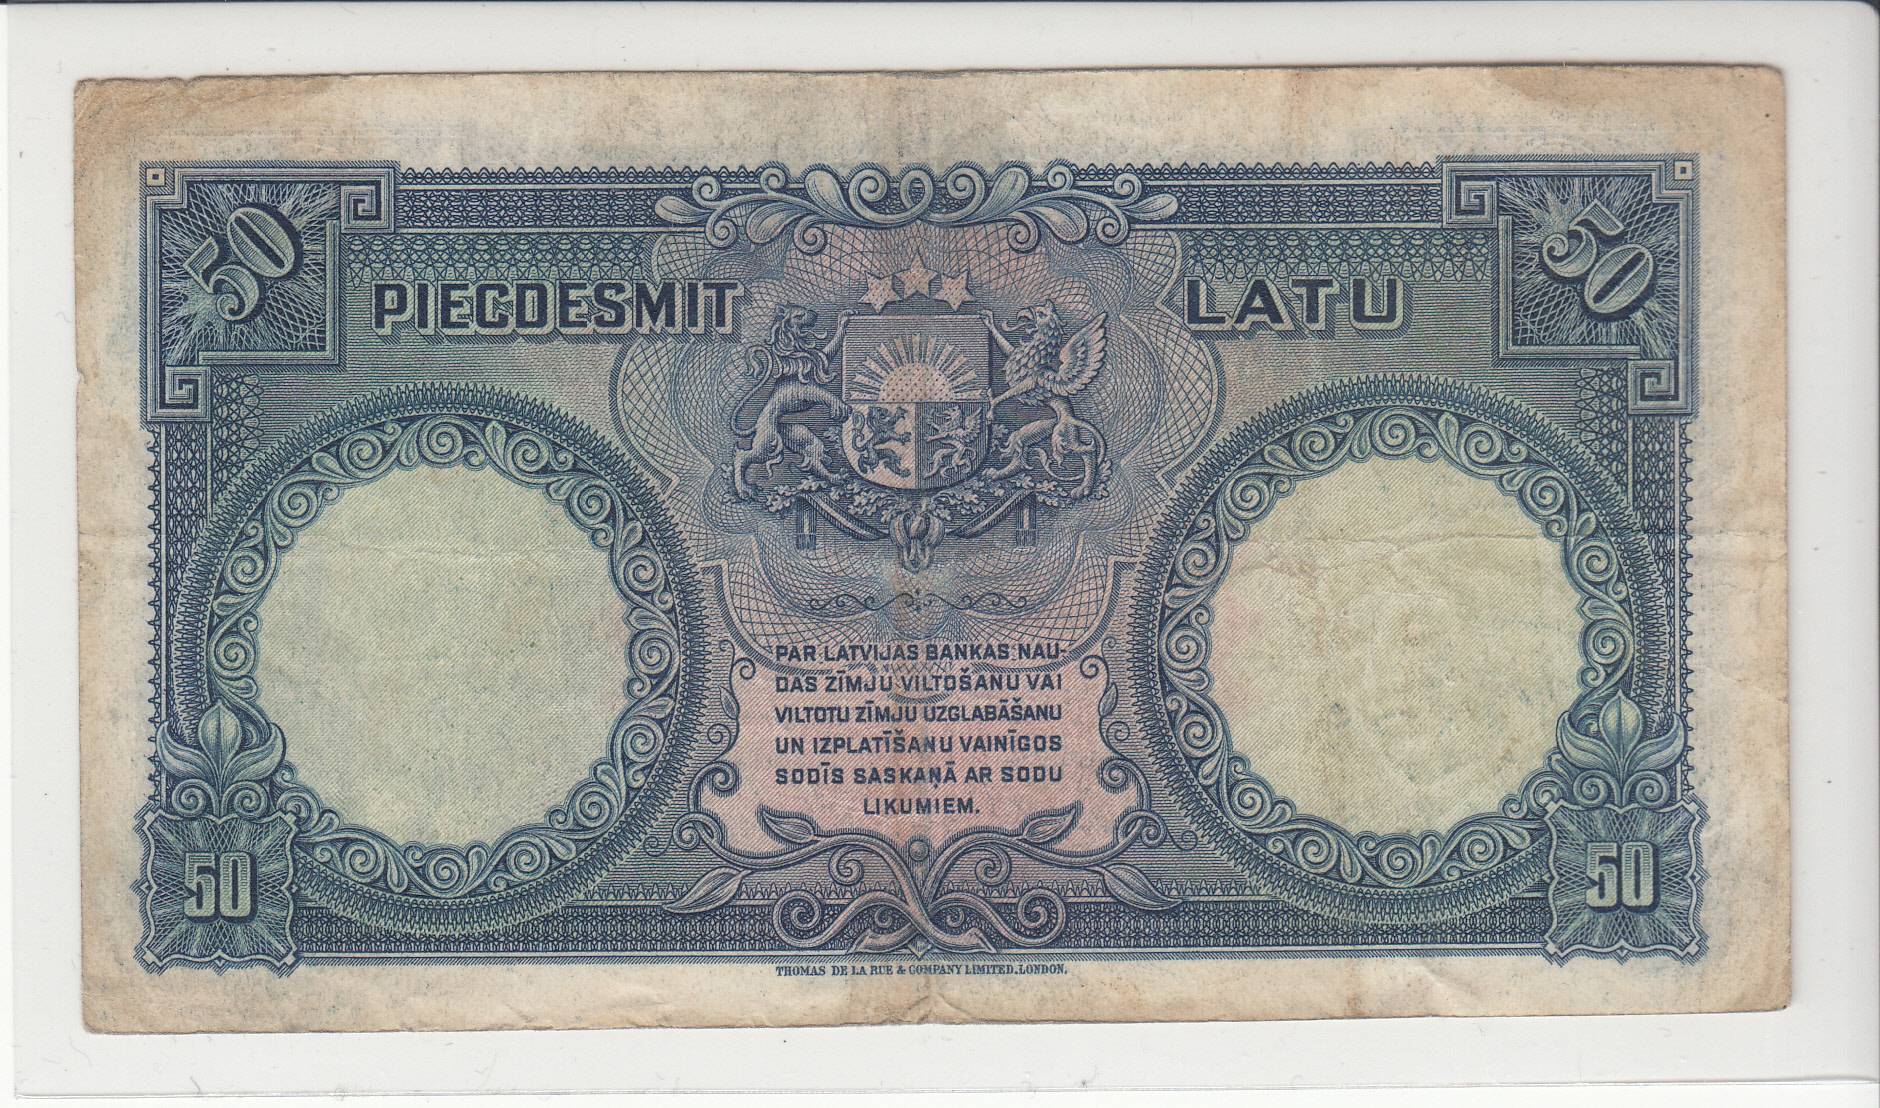 50
50
PIECDESMIT LATU
PAR LATVIJAS BANKAS NAU-
DAS ZĪMJU VILTOŠANU VAI
VILTOTU ZĪMJU UZGLABĀŠANU
UN IZPLATĪŠANU VAINĪGOS
SODĪS SASKAŅĀ AR SODU
LIKUMIEM.
50
50
THOMAS DE LA RUE & COMPANY LIMITED. LONDON.